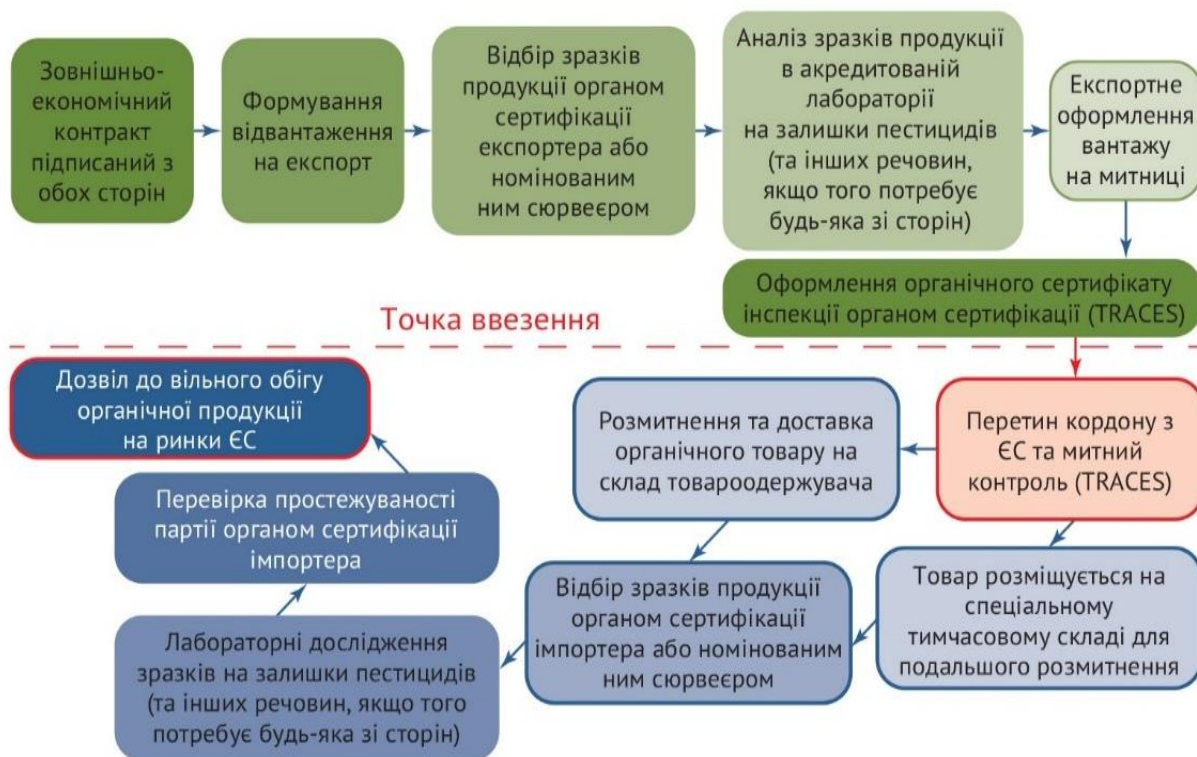 Зовнішньо-
економічний
контракт
підписаний з
обох сторін
Формування
відвантаження
на експорт
Відбір зразків
продукції органом
сертифікації
експортера або
номінованим
ним сюрвеєром
Аналіз зразків продукції
в акредитованій
лабораторії
на залишки пестицидів
(та інших речовин,
якщо того потребує
будь-яка зі сторін)
Експортне
оформлення
вантажу
на митниці
Оформлення органічного сертифікату
інспекції органом сертифікації (TRACES)
Точка ввезення
Перетин кордону з
ЄС та митний
контроль (TRACES)
Розмитнення та доставка
органічного товару на
склад товароодержувача
Товар розміщується на
спеціальному
тимчасовому складі для
подальшого розмитнення
Відбір зразків продукції
органом сертифікації
імпортера або номінованим
ним сюрвеєром
Лабораторні дослідження
зразків на залишки пестицидів
(та інших речовин, якщо того
потребує будь-яка зі сторін)
Перевірка простежуваності
партії органом сертифікації
імпортера
Дозвіл до вільного обігу
органічної продукції
на ринки ЄС